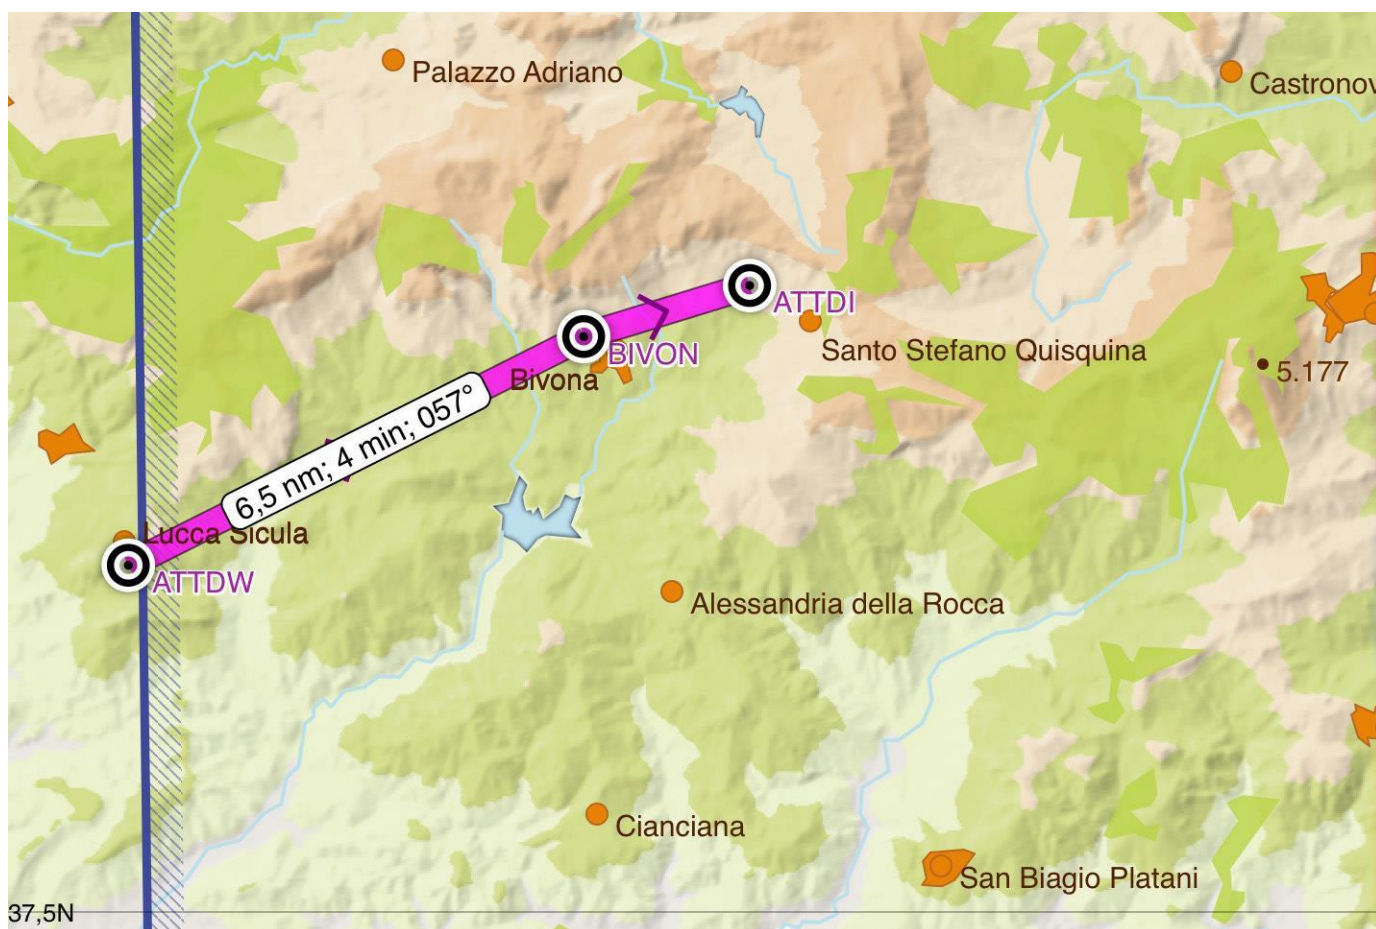 Palazzo Adriano
Castronov
ATTDI
Santo Stefano Quisquina
BIVON
Bivona
5.177
6,5 nm; 4 min; 057°
Lucca Sicula
ATTDW
Alessandria della Rocca
Cianciana
San Biagio Platani
37,5N